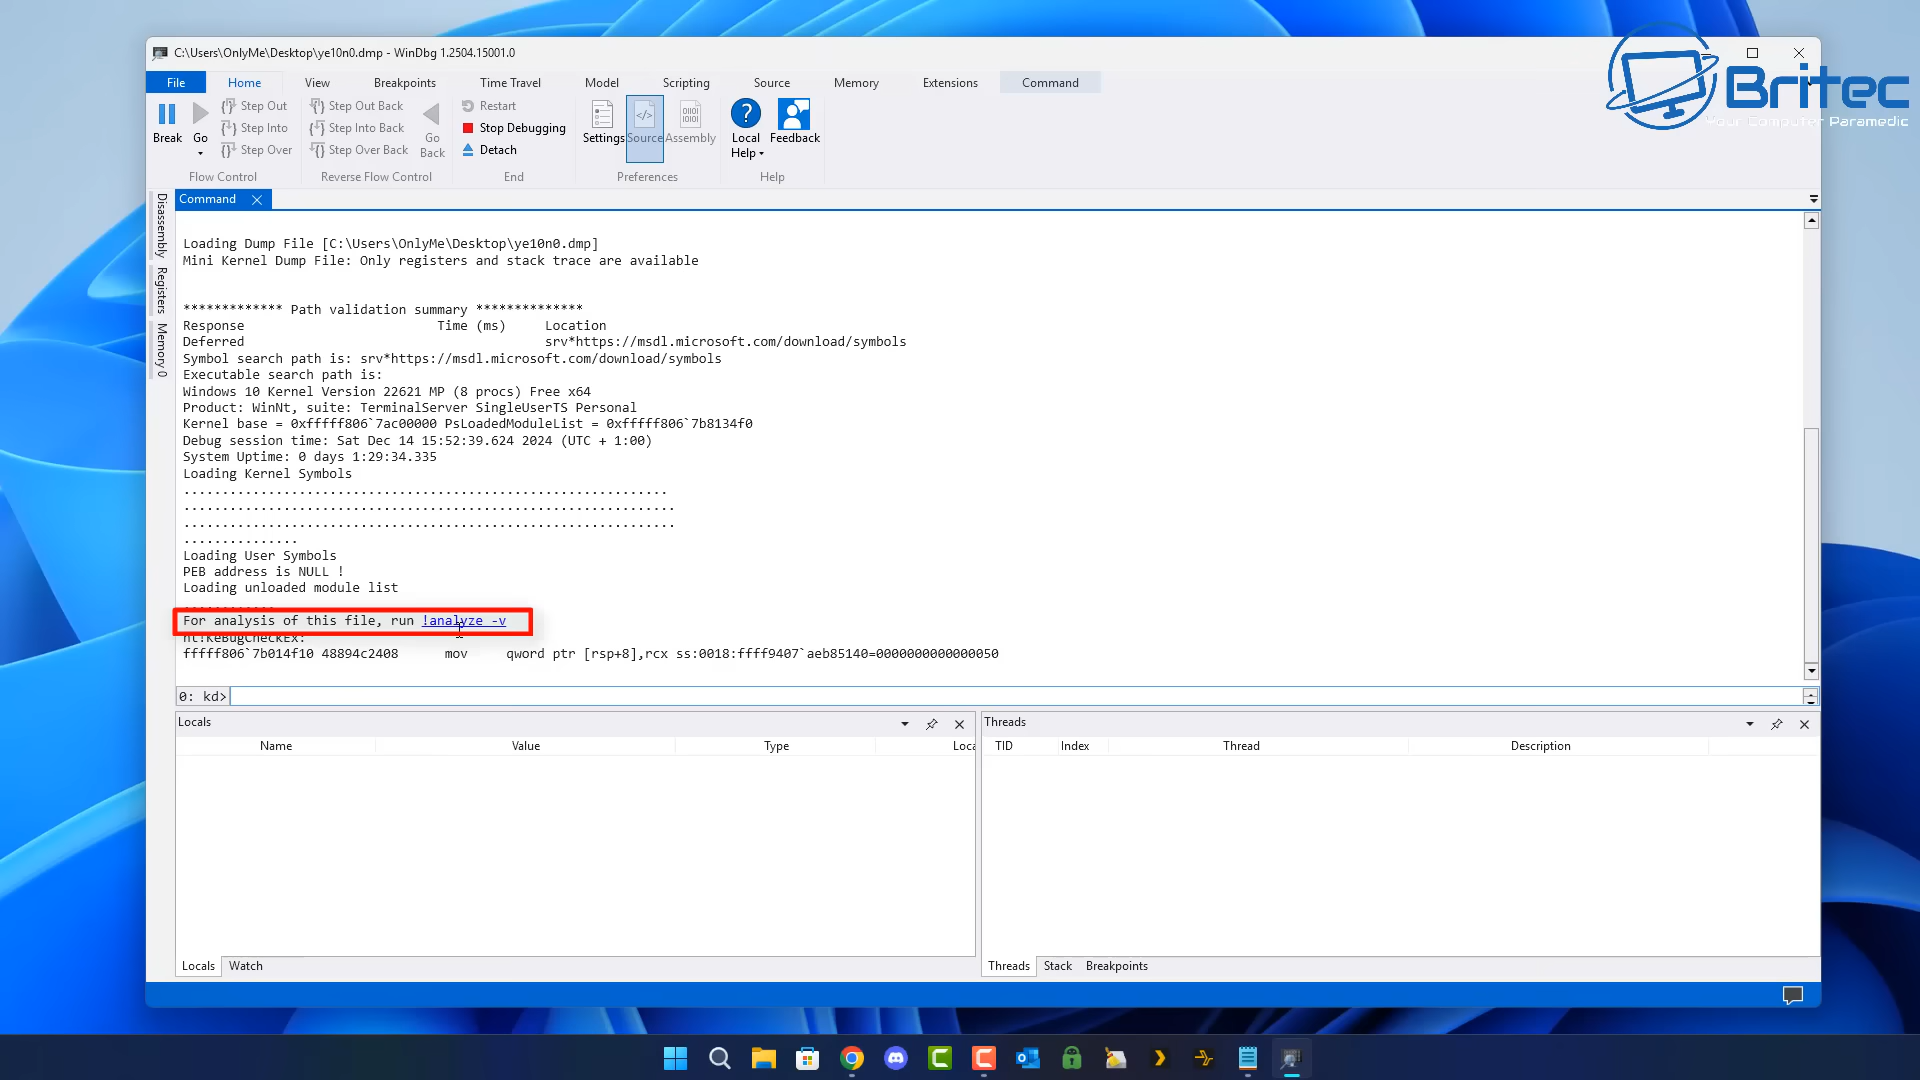 C:\Users\OnlyMe\Desktop\ye10n0.dmp - WinDbg 1.2504.15001.0
Britec
Your Computer Paramedic
File Home View Breakpoints Time Travel Model Scripting Source Memory Extensions Command
Break
Go
Step Out
Step Into
Step Over
Flow Control
Step Out Back
Step Into Back
Step Over Back
Go Back
Reverse Flow Control
Restart
Stop Debugging
Detach
End
Settings Source Assembly
Preferences
Local Help
Feedback
Help
Disassembly
Registers
Memory 0
Command
Loading Dump File [C:\Users\OnlyMe\Desktop\ye10n0.dmp]
Mini Kernel Dump File: Only registers and stack trace are available
************* Path validation summary **************
Response Time (ms) Location
Deferred srv*https://msdl.microsoft.com/download/symbols
Symbol search path is: srv*https://msdl.microsoft.com/download/symbols
Executable search path is:
Windows 10 Kernel Version 22621 MP (8 procs) Free x64
Product: WinNt, suite: TerminalServer SingleUserTS Personal
Kernel base = 0xfffff806`7ac00000 PsLoadedModuleList = 0xfffff806`7b8134f0
Debug session time: Sat Dec 14 15:52:39.624 2024 (UTC + 1:00)
System Uptime: 0 days 1:29:34.335
Loading Kernel Symbols
...............................................................
................................................................
................................................................
...............
Loading User Symbols
PEB address is NULL !
Loading unloaded module list
............
For analysis of this file, run !analyze -v
nt!KeBugCheckEx:
fffff806`7b014f10 48894c2408 mov qword ptr [rsp+8],rcx ss:0018:ffff9407`aeb85140=0000000000000050
0: kd>
Locals
Name Value Type Loca
Locals Watch
Threads
TID Index Thread Description
Threads Stack Breakpoints